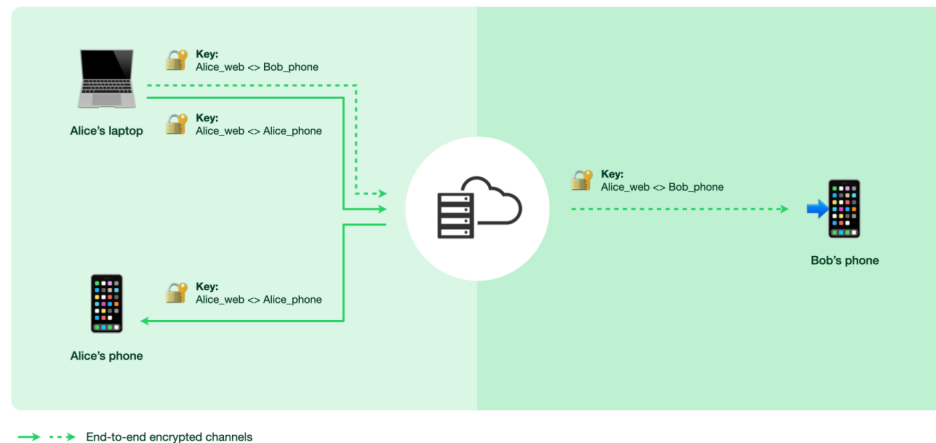 Key:
Alice_web <> Bob_phone
Alice's laptop
Key:
Alice_web <> Alice_phone
Key:
Alice_web <> Bob_phone
Bob's phone
Key:
Alice_web <> Alice_phone
Alice's phone
End-to-end encrypted channels